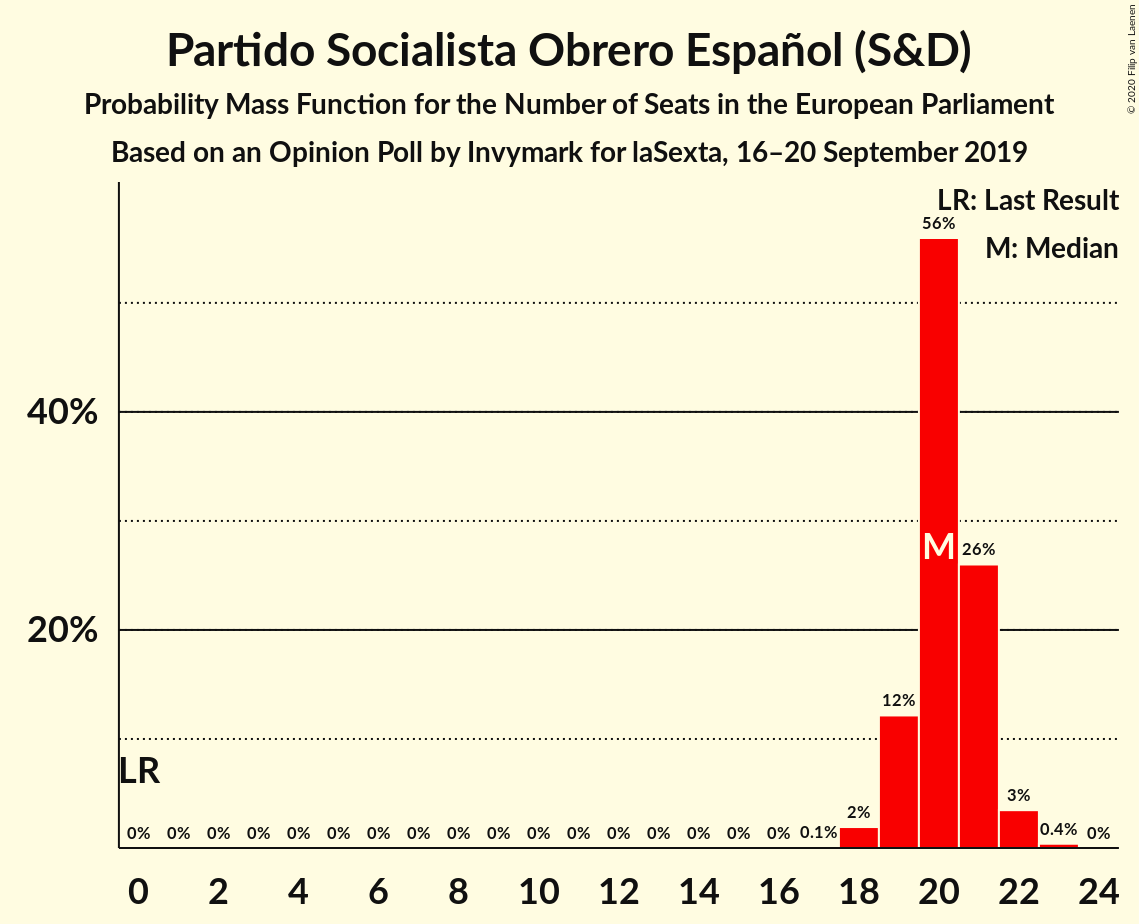 Partido Socialista Obrero Español (S&D)
Probability Mass Function for the Number of Seats in the European Parliament
Based on an Opinion Poll by Invymark for laSexta, 16–20 September 2019
© 2020 Filip van Laenen
LR: Last Result
M: Median
56%
40%
M
26%
20%
12%
LR
2%
3%
0% 0% 0% 0% 0% 0% 0% 0% 0% 0% 0% 0% 0% 0% 0% 0% 0% 0.1% 0.4% 0%
0 2 4 6 8 10 12 14 16 18 20 22 24